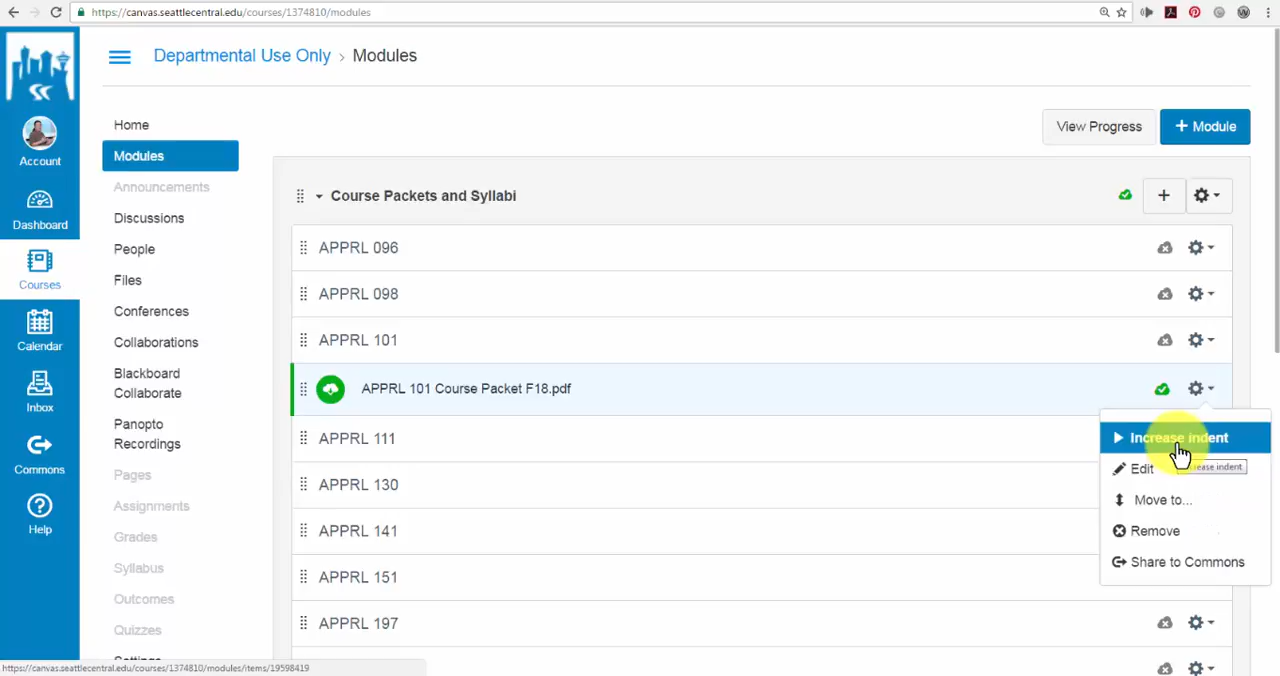 https://canvas.seattlecentral.edu/courses/1374810/modules
Departmental Use Only › Modules
Account
Dashboard
Courses
Calendar
Inbox
Commons
Help
Home
Modules
Announcements
Discussions
People
Files
Conferences
Collaborations
Blackboard
Collaborate
Panopto
Recordings
Pages
Assignments
Grades
Syllabus
Outcomes
Quizzes
Settings
View Progress
+ Module
Course Packets and Syllabi
APPRL 096
APPRL 098
APPRL 101
APPRL 101 Course Packet F18.pdf
APPRL 111
APPRL 130
APPRL 141
APPRL 151
APPRL 197
Increase indent
Edit
crease indent
Move to...
Remove
Share to Commons
https://canvas.seattlecentral.edu/courses/1374810/modules/items/19598419